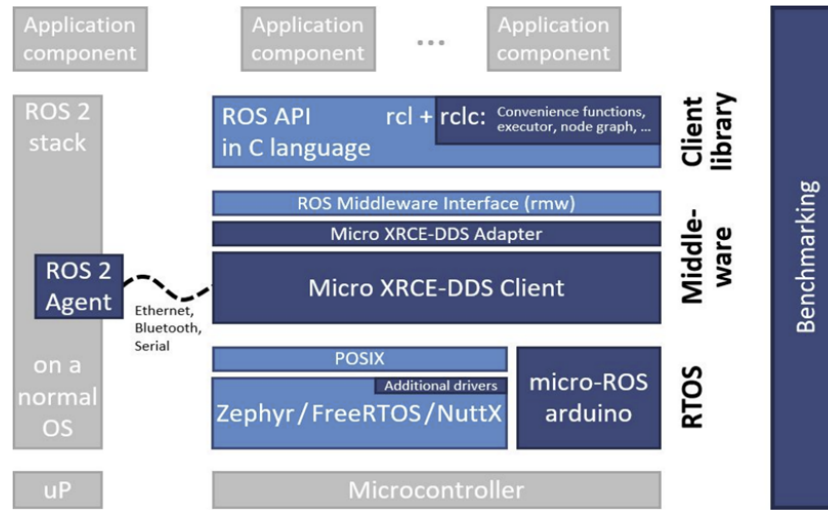 Application
component
Application
component
...
Application
component
ROS 2
stack
ROS 2
Agent
on a
normal
OS
uP
Ethernet,
Bluetooth,
Serial
ROS API
in C language
rcl + rclc:
Convenience functions,
executor, node graph, ...
Client
library
ROS Middleware Interface (rmw)
Micro XRCE-DDS Adapter
Micro XRCE-DDS Client
Middle-
ware
POSIX
Additional drivers
Zephyr/FreeRTOS/NuttX
micro-ROS
arduino
RTOS
Microcontroller
Benchmarking